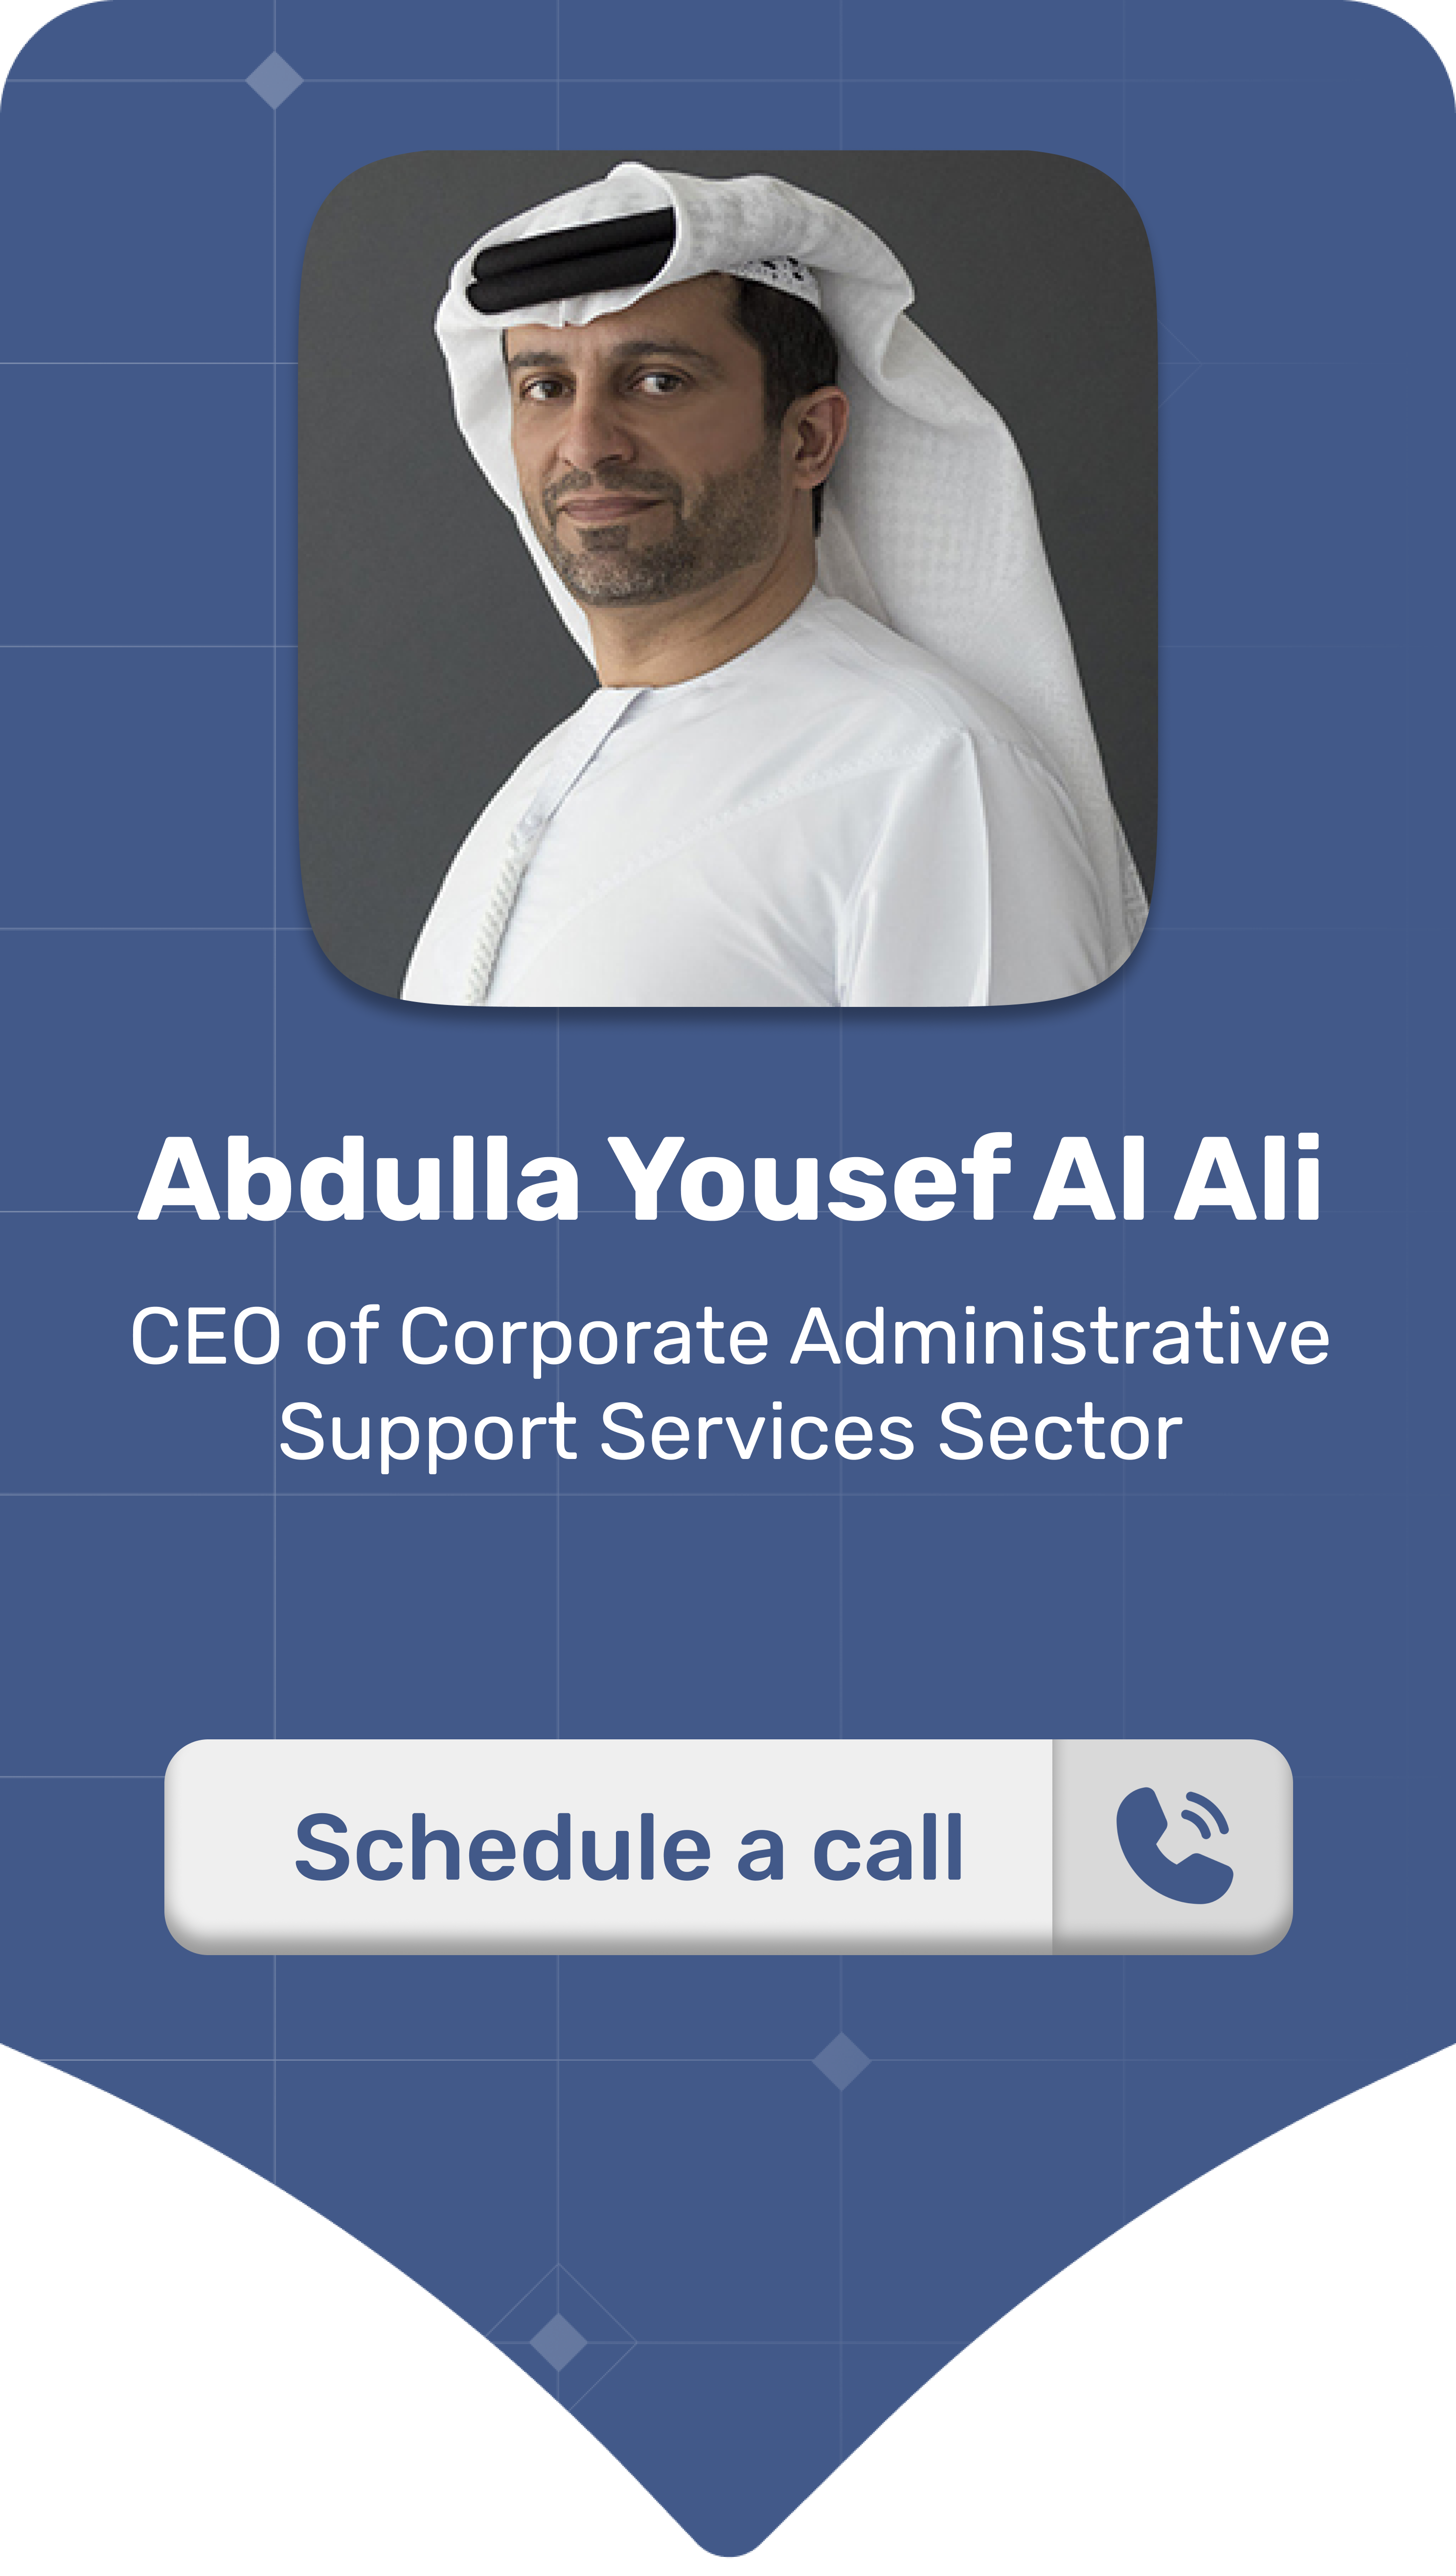 Abdulla Yousef Al Ali
CEO of Corporate Administrative
Support Services Sector
Schedule a call